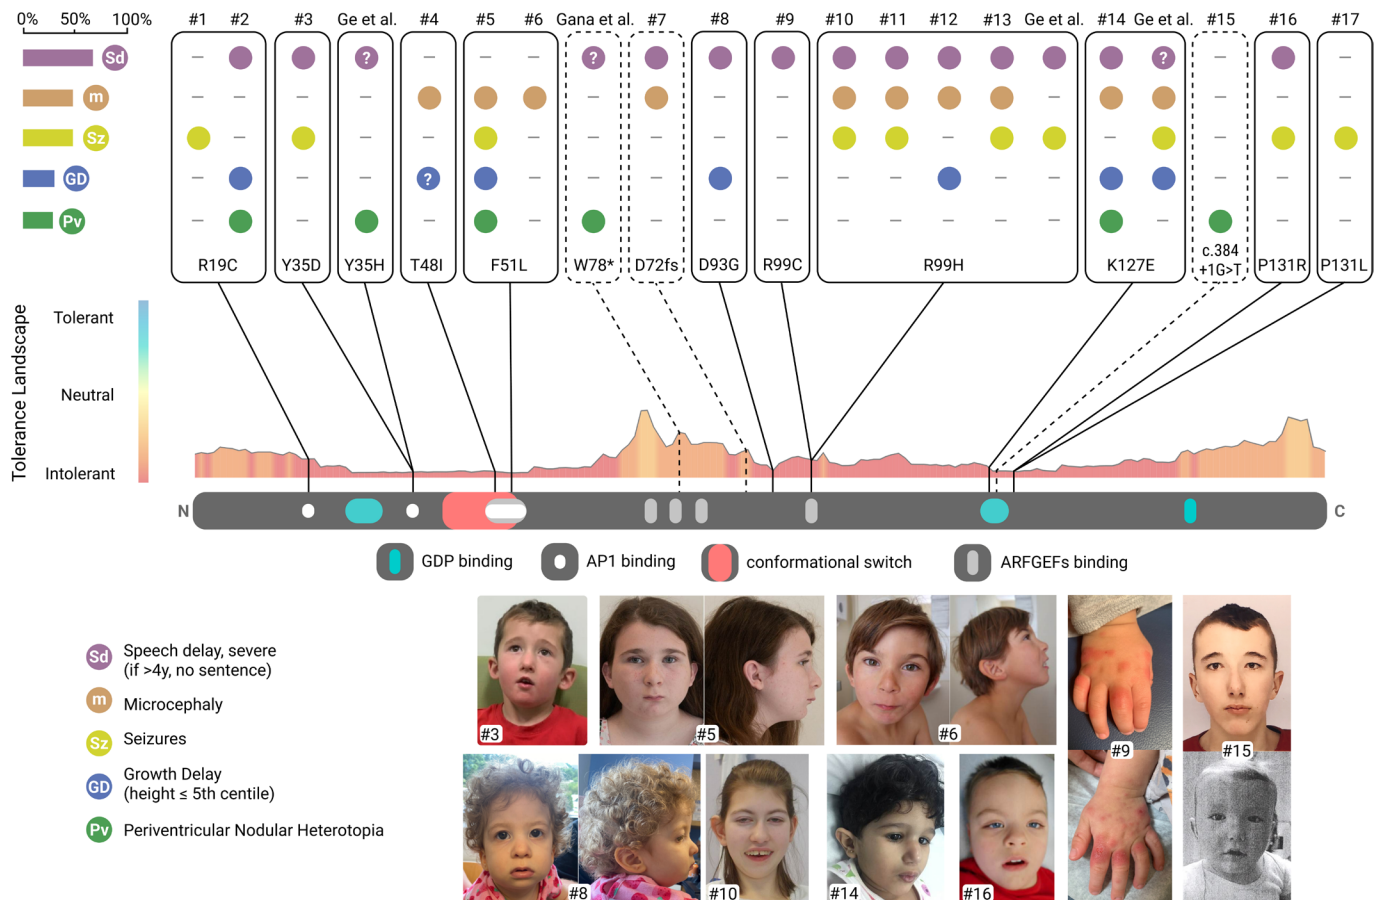 0% 50% 100%
#1 #2 #3 Ge et al. #4 #5 #6 Gana et al. #7 #8 #9 #10 #11 #12 #13 Ge et al. #14 Ge et al. #15 #16 #17
Sd ? ?
m
Sz
GD ?
Pv
R19C Y35D Y35H T48I F51L W78* D72fs D93G R99C R99H K127E c.384 P131R P131L
+1G>T
Tolerance Landscape
Tolerant
Neutral
Intolerant
N C
GDP binding AP1 binding conformational switch ARFGEFs binding
Sd Speech delay, severe
(if >4y, no sentence)
m Microcephaly
Sz Seizures
GD Growth Delay
(height ≤ 5th centile)
Pv Periventricular Nodular Heterotopia
#3 #5 #6 #9 #15
#8 #10 #14 #16